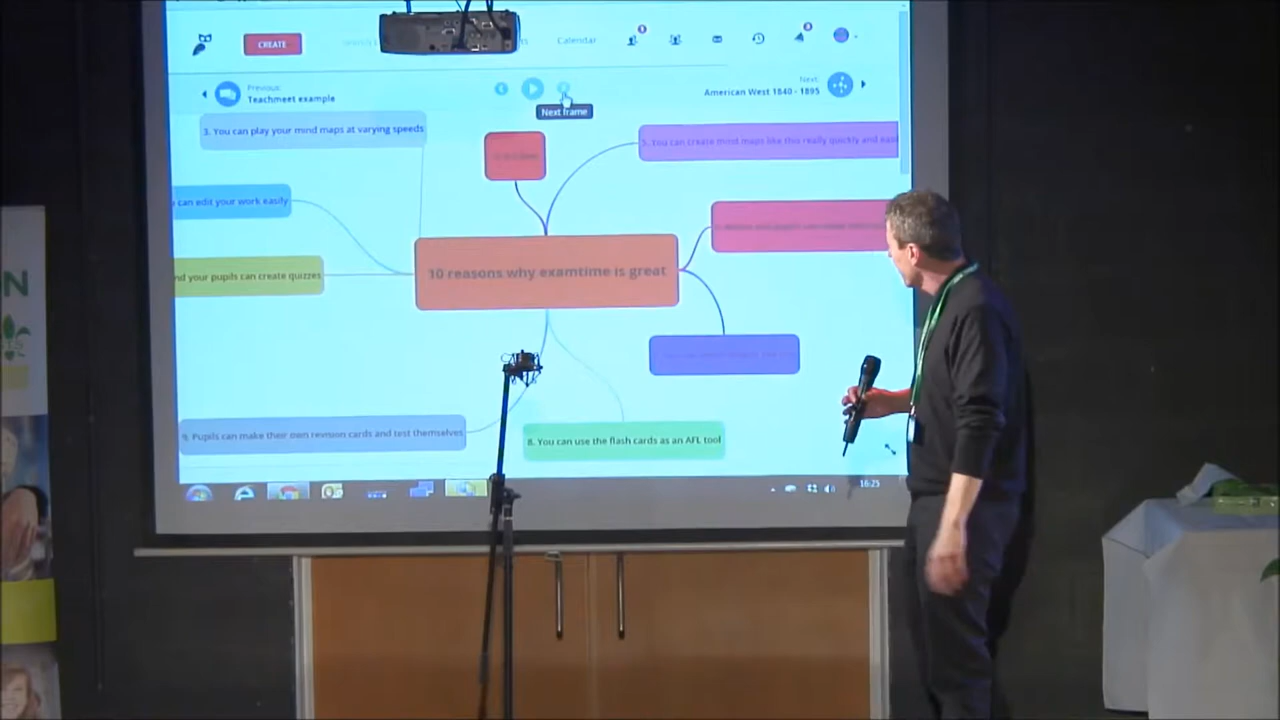 CREATE
Calendar
Previous:
Teachmeet example
Next:
American West 1840 - 1895
Next frame
3. You can play your mind maps at varying speeds
5. You can create mind maps like this really quickly and
can edit your work easily
10 reasons why examtime is great
nd your pupils can create quizzes
9. Pupils can make their own revision cards and test themselves
8. You can use the flash cards as an AFL tool
16:25
N